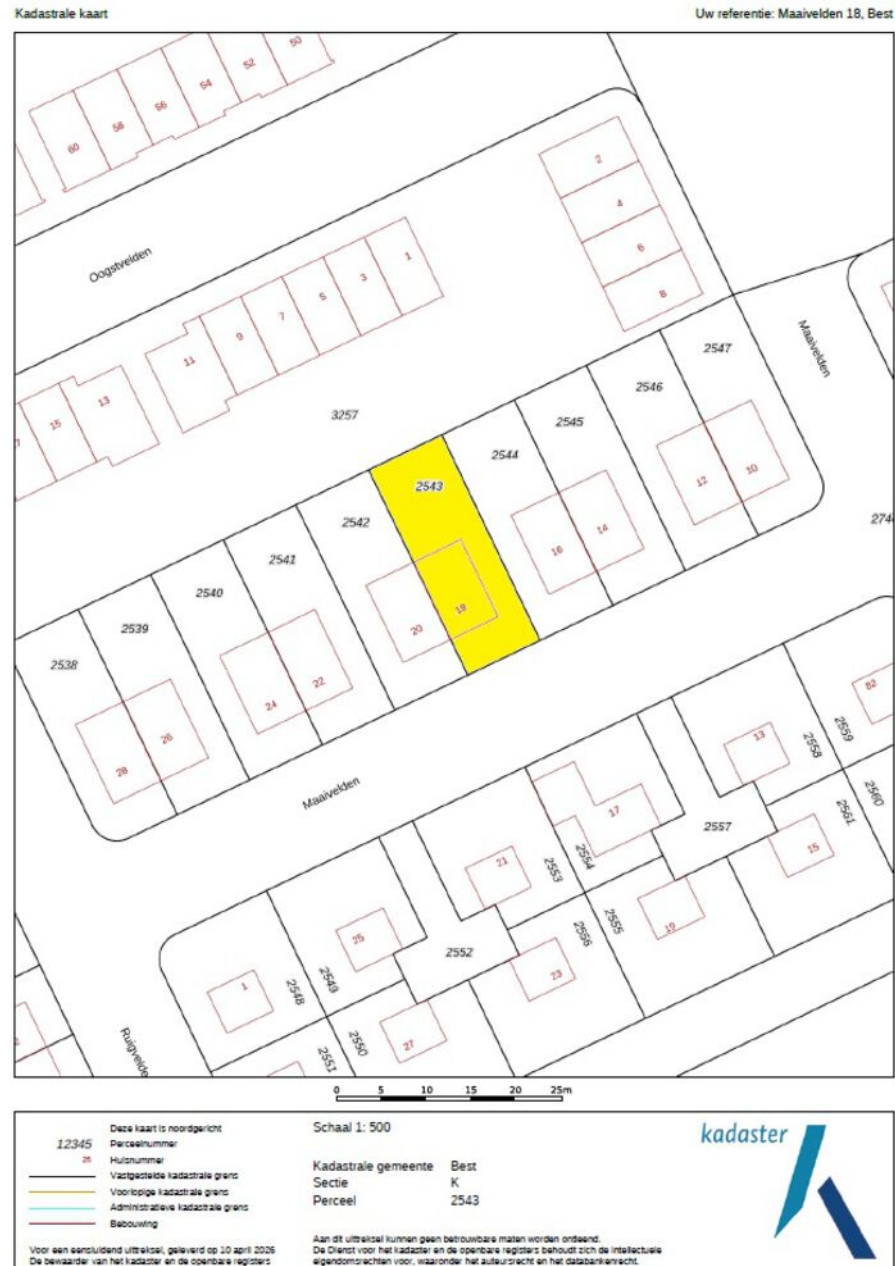 Kadastrale kaart
Uw referentie: Maaivelden 18, Best
50
52
54
56
58
60
2
4
6
8
Oogstvelden
1
3
5
7
9
11
13
15
Maaivelden
2547
2546
2545
2544
2543
2542
2541
2540
2539
2538
3257
10
12
14
16
18
20
22
24
26
28
Maaivelden
82
13
2558
2559
2560
2561
17
2557
15
21
2553
2554
2555
2556
19
25
2552
23
1
2548
2549
2550
2551
27
0 5 10 15 20 25m
Deze kaart is noordgericht
12345 Perceelnummer
25 Huisnummer
Vastgestelde kadastrale grens
Voorlopige kadastrale grens
Administratieve kadastrale grens
Bebouwing
Voor een eensluidend uittreksel, geleverd op 10 april 2026
De bewaarder van het kadaster en de openbare registers
Schaal 1: 500
Kadastrale gemeente Best
Sectie K
Perceel 2543
Aan dit uittreksel kunnen geen betrouwbare maten worden ontleend.
De Dienst voor het kadaster en de openbare registers behoudt zich de intellectuele
eigendomsrechten voor, waaronder het auteursrecht en het databankenrecht.
kadaster